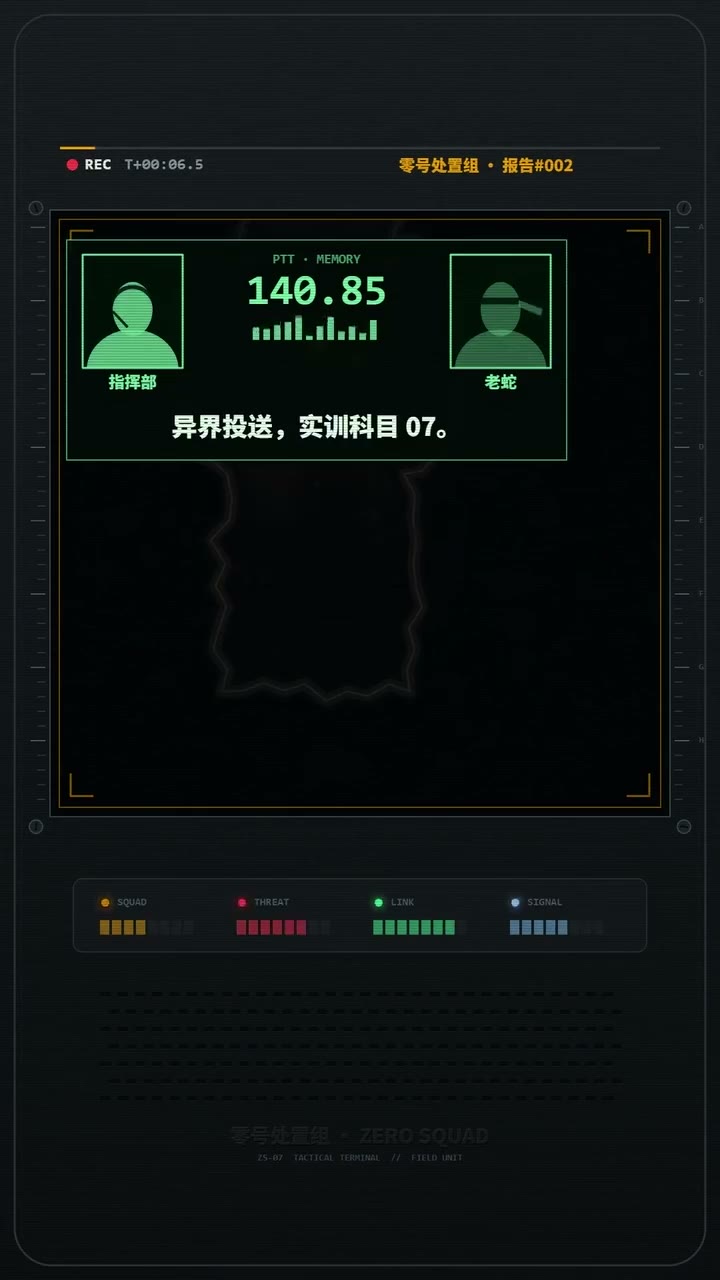 REC T+00:06.5 零号处置组 · 报告#002
PTT · MEMORY
140.85
指挥部
老蛇
异界投送，实训科目 07。
A
B
C
D
E
F
G
H
SQUAD THREAT LINK SIGNAL
零号处置组 · ZERO SQUAD
ZS-07 TACTICAL TERMINAL // FIELD UNIT